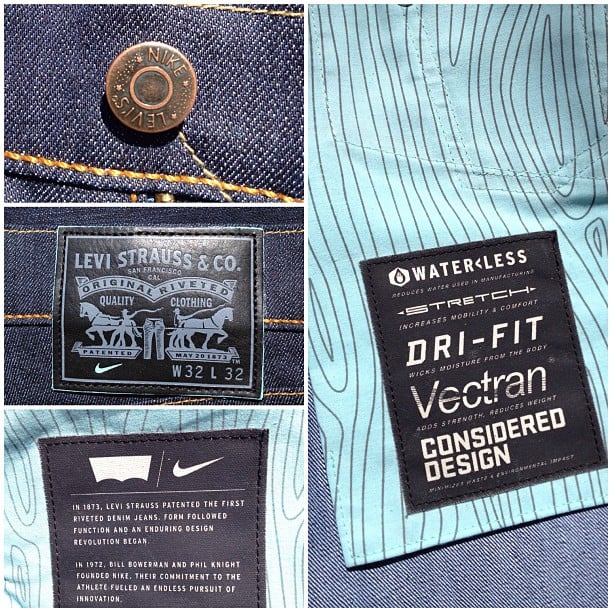 NIKE
LEVI'S
LEVI STRAUSS & CO.
SAN FRANCISCO
CAL.
ORIGINAL RIVETED
QUALITY CLOTHING
PATENTED MAY 20 1873
TM
W 32 L 32
IN 1873, LEVI STRAUSS PATENTED THE FIRST
RIVETED DENIM JEANS. FORM FOLLOWED
FUNCTION AND AN ENDURING DESIGN
REVOLUTION BEGAN.
IN 1972, BILL BOWERMAN AND PHIL KNIGHT
FOUNDED NIKE. THEIR COMMITMENT TO THE
ATHLETE FUELED AN ENDLESS PURSUIT OF
INNOVATION.
WATER<LESS
REDUCES WATER USED IN MANUFACTURING
STRETCH
INCREASES MOBILITY & COMFORT
DRI-FIT
WICKS MOISTURE FROM THE BODY
Vectran®
ADDS STRENGTH, REDUCES WEIGHT
CONSIDERED
DESIGN
MINIMIZES WASTE & ENVIRONMENTAL IMPACT